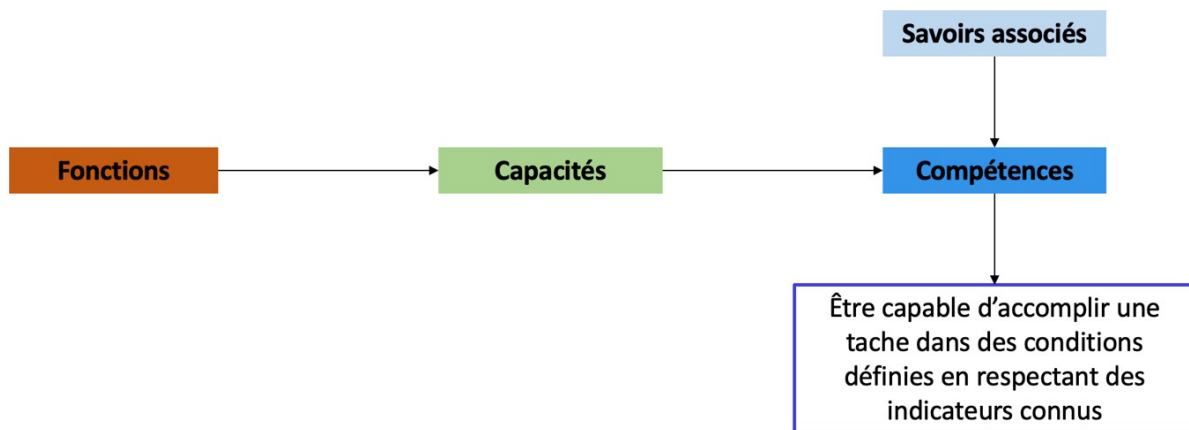 Savoirs associés
Fonctions
Capacités
Compétences
Être capable d’accomplir une
tache dans des conditions
définies en respectant des
indicateurs connus